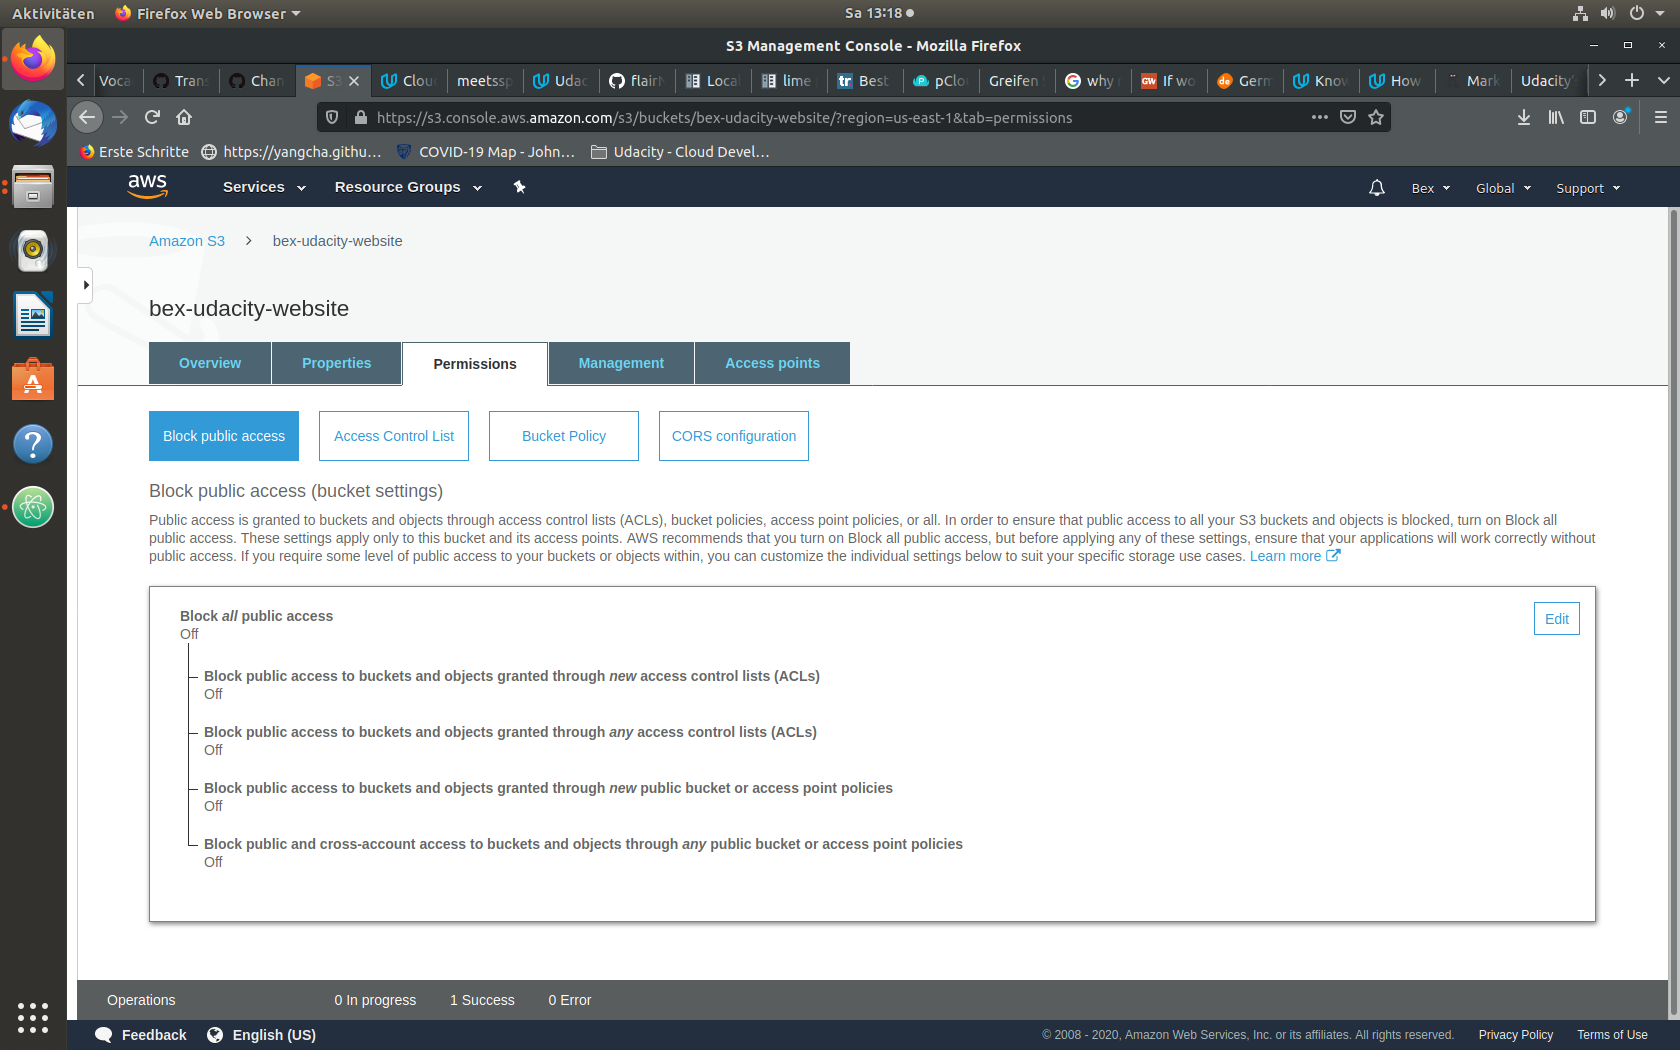 Aktivitäten Firefox Web Browser Sa 13:18
S3 Management Console - Mozilla Firefox
Voca Trans Chan S3 Clou meetssp Udac flair Local lime Best pClo Greifen why If wo Germ Know How Mark Udacity
https://s3.console.aws.amazon.com/s3/buckets/bex-udacity-website/?region=us-east-1&tab=permissions
Erste Schritte https://yangcha.githu… COVID-19 Map - John… Udacity - Cloud Devel…
aws Services Resource Groups Bex Global Support
Amazon S3 > bex-udacity-website
bex-udacity-website
Overview Properties Permissions Management Access points
Block public access Access Control List Bucket Policy CORS configuration
Block public access (bucket settings)
Public access is granted to buckets and objects through access control lists (ACLs), bucket policies, access point policies, or all. In order to ensure that public access to all your S3 buckets and objects is blocked, turn on Block all
public access. These settings apply only to this bucket and its access points. AWS recommends that you turn on Block all public access, but before applying any of these settings, ensure that your applications will work correctly without
public access. If you require some level of public access to your buckets or objects within, you can customize the individual settings below to suit your specific storage use cases. Learn more
Block all public access
Off
Edit
Block public access to buckets and objects granted through new access control lists (ACLs)
Off
Block public access to buckets and objects granted through any access control lists (ACLs)
Off
Block public access to buckets and objects granted through new public bucket or access point policies
Off
Block public and cross-account access to buckets and objects through any public bucket or access point policies
Off
Operations 0 In progress 1 Success 0 Error
Feedback English (US) © 2008 - 2020, Amazon Web Services, Inc. or its affiliates. All rights reserved. Privacy Policy Terms of Use